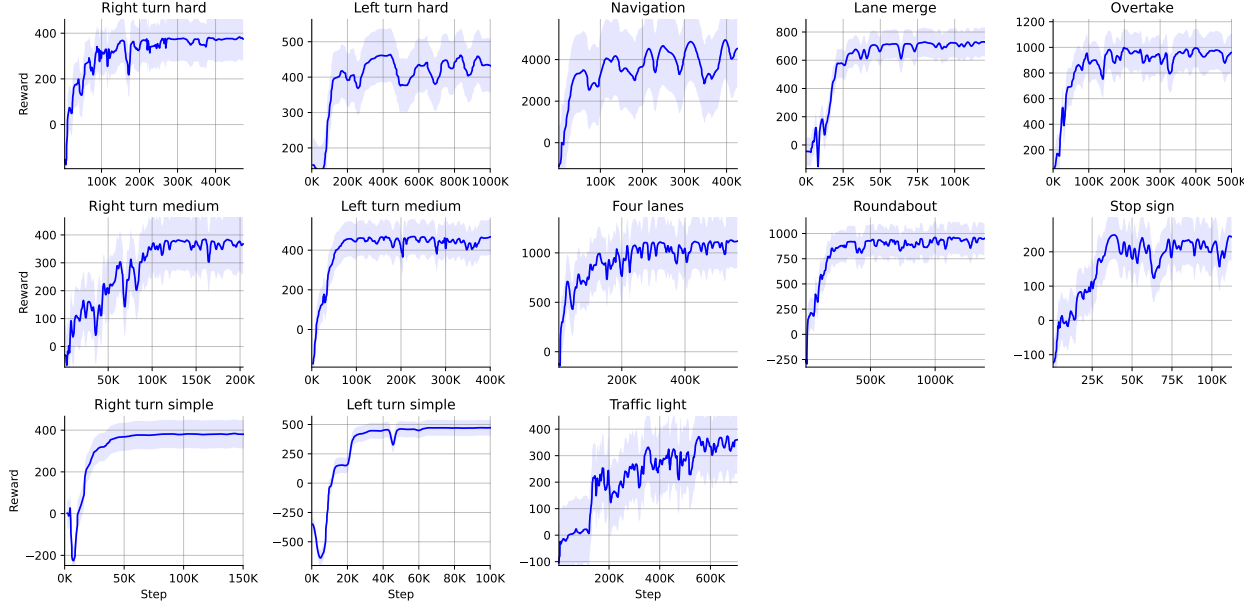 Right turn hard
Left turn hard
Navigation
Lane merge
Overtake
Reward
400
200
0
100K 200K 300K 400K
500
400
300
200
0K 200K 400K 600K 800K 1000K
4000
2000
0
100K 200K 300K 400K
800
600
400
200
0
0K 25K 50K 75K 100K
1200
1000
800
600
400
200
0K 100K 200K 300K 400K 500K
Right turn medium
Left turn medium
Four lanes
Roundabout
Stop sign
Reward
400
300
200
100
0
50K 100K 150K 200K
400
200
0
0K 100K 200K 300K 400K
1000
500
0
200K 400K
1000
750
500
250
0
−250
500K 1000K
200
100
0
−100
25K 50K 75K 100K
Right turn simple
Left turn simple
Traffic light
Reward
400
200
0
−200
0K 50K 100K 150K
Step
500
250
0
−250
−500
0K 20K 40K 60K 80K 100K
Step
400
300
200
100
0
−100
200K 400K 600K
Step